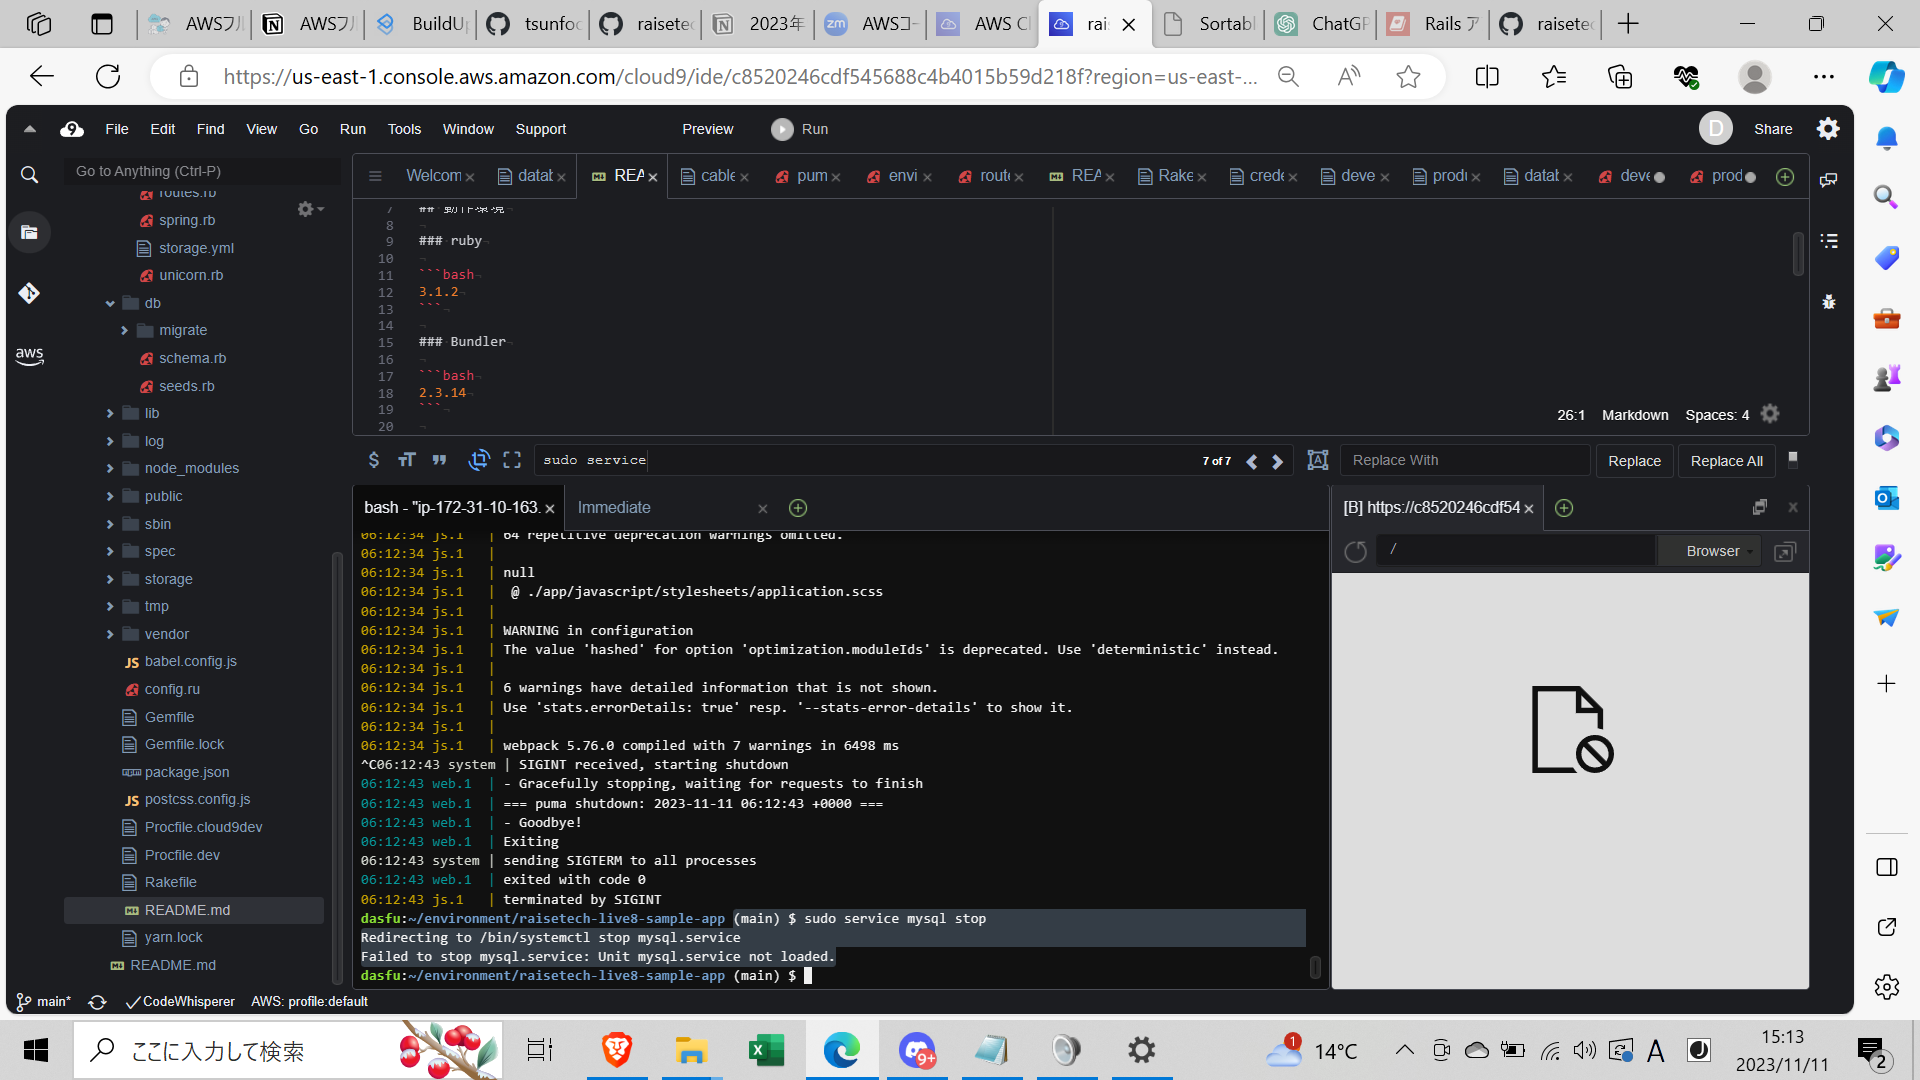 AWSフル
AWSフル
BuildUp
tsunfoc
raisetec
2023年
AWSコー
AWS Cl
rais
Sortabl
ChatGP
Rails ア
raisetec
https://us-east-1.console.aws.amazon.com/cloud9/ide/c8520246cdf545688c4b4015b59d218f?region=us-east-...
File Edit Find View Go Run Tools Window Support Preview Run
D Share
Go to Anything (Ctrl-P)
Welcom
datab
REA
cable
pum
envi
route
REA
Rake
crede
deve
produ
datab
deve
prod
routes.rb
spring.rb
storage.yml
unicorn.rb
db
migrate
schema.rb
seeds.rb
lib
log
node_modules
public
sbin
spec
storage
tmp
vendor
babel.config.js
config.ru
Gemfile
Gemfile.lock
package.json
postcss.config.js
Procfile.cloud9dev
Procfile.dev
Rakefile
README.md
yarn.lock
README.md
aws
7 ## 動作環境
8
9 ### ruby
10
11 ```bash
12 3.1.2
13 ```
14
15 ### Bundler
16
17 ```bash
18 2.3.14
19 ```
20
26:1 Markdown Spaces: 4
sudo service
7 of 7
Replace With
Replace
Replace All
bash - "ip-172-31-10-163.
Immediate
06:12:34 js.1 | 64 repetitive deprecation warnings omitted.
06:12:34 js.1 |
06:12:34 js.1 | null
06:12:34 js.1 | @ ./app/javascript/stylesheets/application.scss
06:12:34 js.1 |
06:12:34 js.1 | WARNING in configuration
06:12:34 js.1 | The value 'hashed' for option 'optimization.moduleIds' is deprecated. Use 'deterministic' instead.
06:12:34 js.1 |
06:12:34 js.1 | 6 warnings have detailed information that is not shown.
06:12:34 js.1 | Use 'stats.errorDetails: true' resp. '--stats-error-details' to show it.
06:12:34 js.1 |
06:12:34 js.1 | webpack 5.76.0 compiled with 7 warnings in 6498 ms
^C06:12:43 system | SIGINT received, starting shutdown
06:12:43 web.1 | - Gracefully stopping, waiting for requests to finish
06:12:43 web.1 | === puma shutdown: 2023-11-11 06:12:43 +0000 ===
06:12:43 web.1 | - Goodbye!
06:12:43 web.1 | Exiting
06:12:43 system | sending SIGTERM to all processes
06:12:43 web.1 | exited with code 0
06:12:43 js.1 | terminated by SIGINT
dasfu:~/environment/raisetech-live8-sample-app (main) $ sudo service mysql stop
Redirecting to /bin/systemctl stop mysql.service
Failed to stop mysql.service: Unit mysql.service not loaded.
dasfu:~/environment/raisetech-live8-sample-app (main) $
[B] https://c8520246cdf54
/
Browser
main*
CodeWhisperer
AWS: profile:default
ここに入力して検索
9+
1
14°C
A
15:13
2023/11/11
2